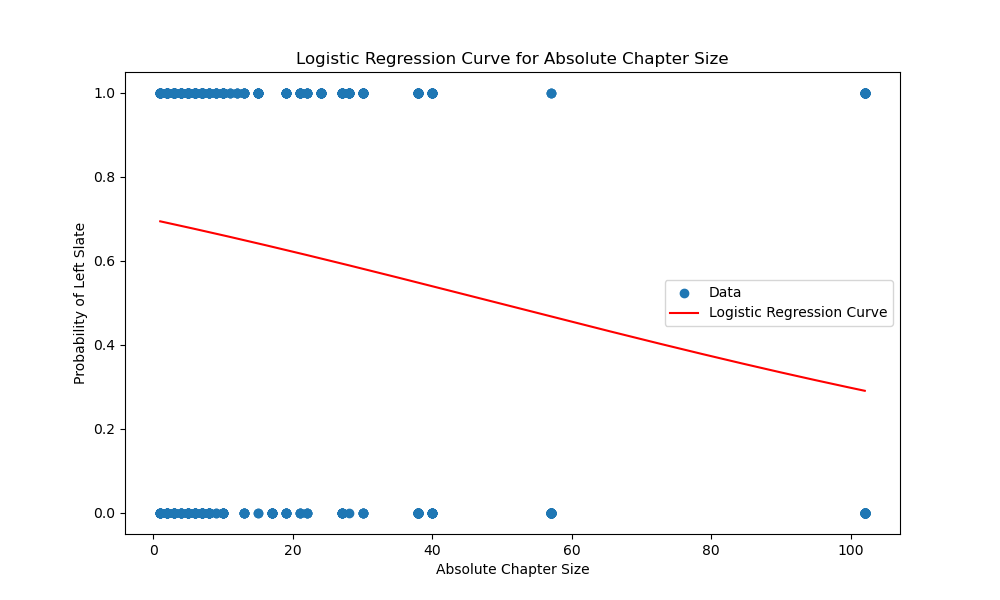 Logistic Regression Curve for Absolute Chapter Size
1.0
0.8
0.6
0.4
0.2
0.0
Probability of Left Slate
Data
Logistic Regression Curve
0
20
40
60
80
100
Absolute Chapter Size